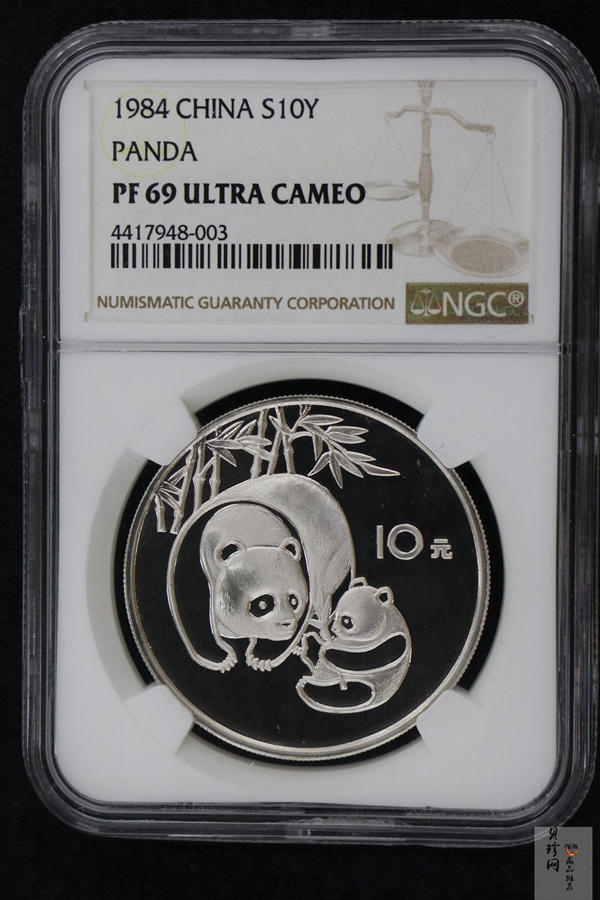 1984 CHINA S10Y
PANDA
PF 69 ULTRA CAMEO
4417948-003
NUMISMATIC GUARANTY CORPORATION
NGC®
10元
贝珍网